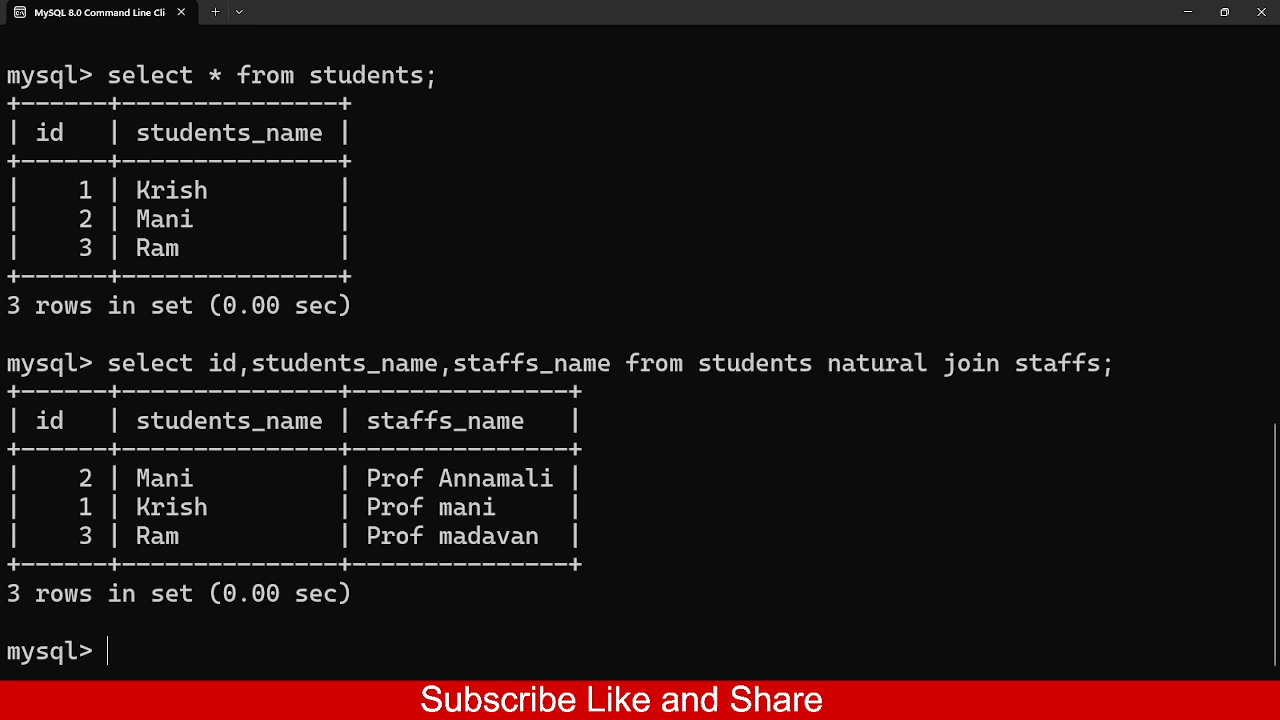 MySQL 8.0 Command Line Cli
mysql> select * from students;
+------+---------------+
| id   | students_name |
+------+---------------+
|    1 | Krish         |
|    2 | Mani          |
|    3 | Ram           |
+------+---------------+
3 rows in set (0.00 sec)
mysql> select id,students_name,staffs_name from students natural join staffs;
+------+---------------+---------------+
| id   | students_name | staffs_name   |
+------+---------------+---------------+
|    2 | Mani          | Prof Annamali |
|    1 | Krish         | Prof mani     |
|    3 | Ram           | Prof madavan  |
+------+---------------+---------------+
3 rows in set (0.00 sec)
mysql>
Subscribe Like and Share